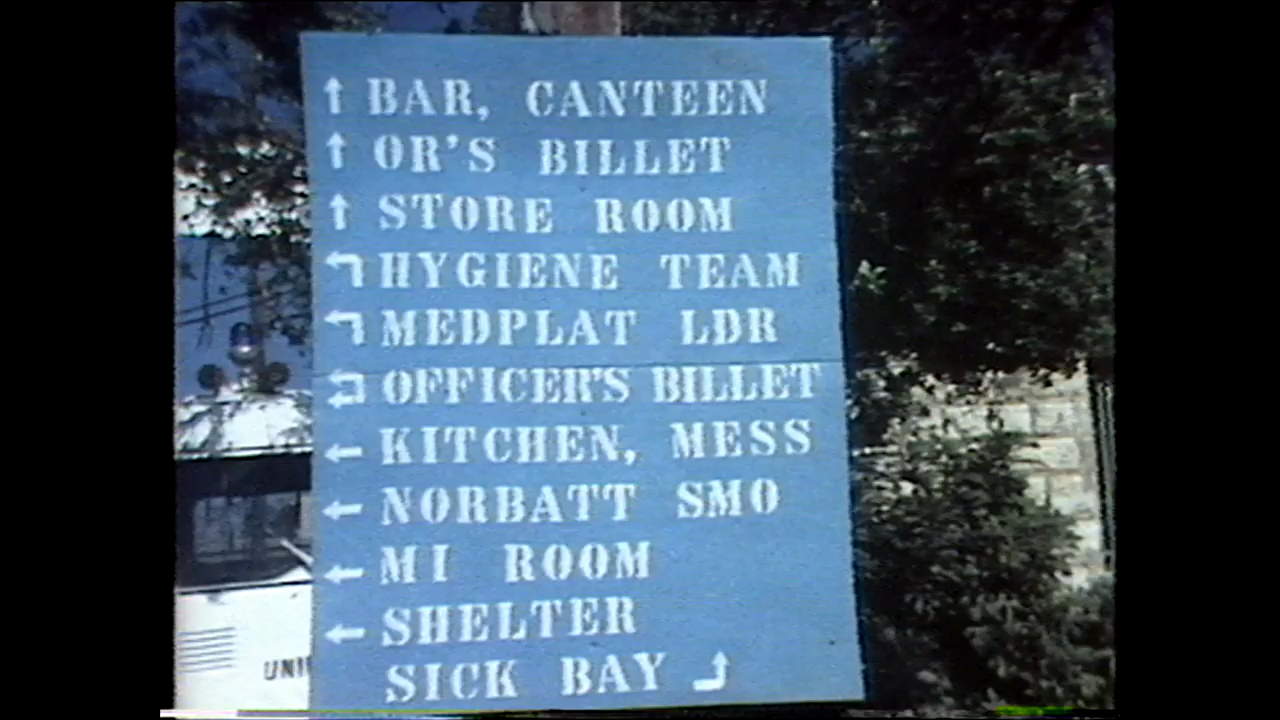 ↑ BAR, CANTEEN
↑ OR'S BILLET
↑ STORE ROOM
↰ HYGIENE TEAM
↰ MEDPLAT LDR
⮌ OFFICER'S BILLET
← KITCHEN, MESS
← NORBATT SMO
← MI ROOM
← SHELTER
SICK BAY ⮥
UNI